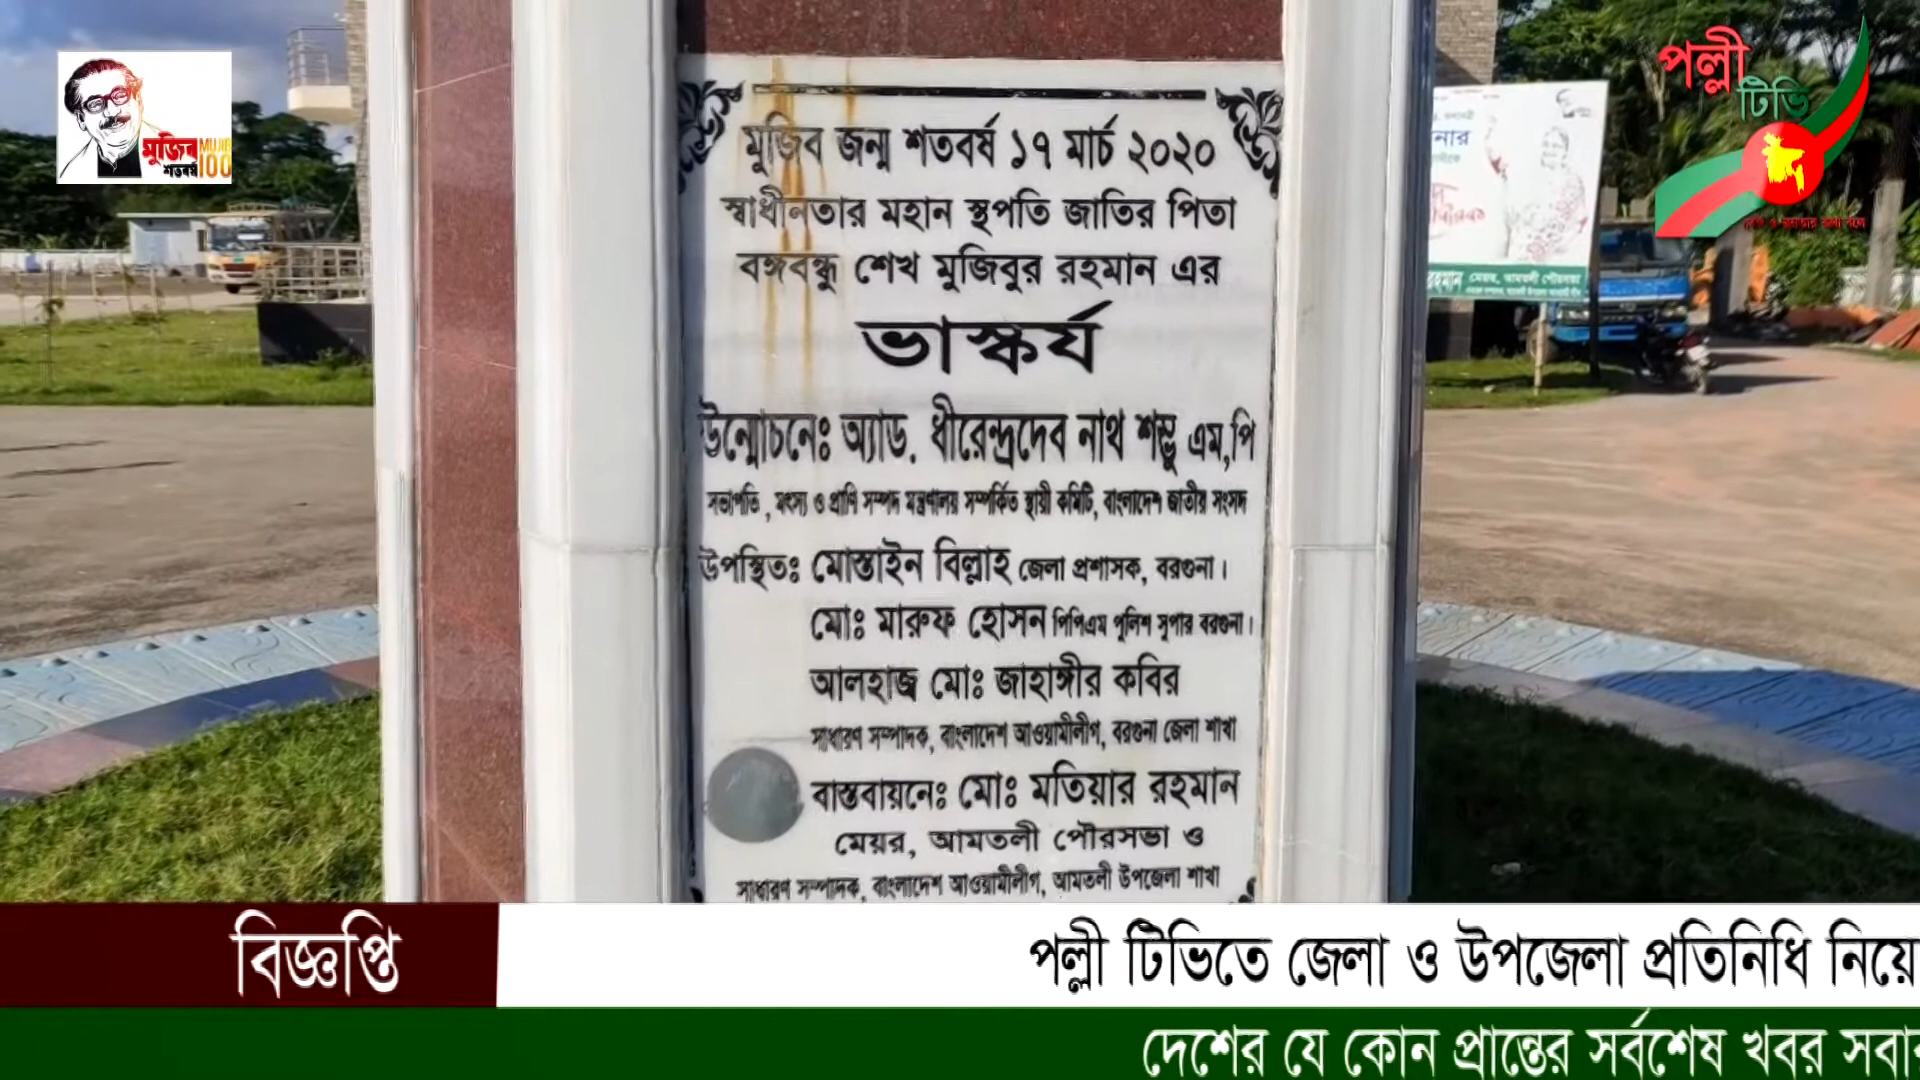 মুজিব
শতবর্ষ
MUJIB
100
পল্লী
টিভি
মুজিব জন্ম শতবর্ষ ১৭ মার্চ ২০২০
স্বাধীনতার মহান স্থপতি জাতির পিতা
বঙ্গবন্ধু শেখ মুজিবুর রহমান এর
ভাস্কর্য
উন্মোচনেঃ অ্যাড. ধীরেন্দ্রদেব নাথ শম্ভু এম,পি
সভাপতি , মৎস্য ও প্রাণি সম্পদ মন্ত্রণালয় সম্পর্কিত স্থায়ী কমিটি, বাংলাদেশ জাতীয় সংসদ
উপস্থিতঃ মোস্তাইন বিল্লাহ জেলা প্রশাসক, বরগুনা।
মোঃ মারুফ হোসন পিপিএম পুলিশ সুপার বরগুনা।
আলহাজ্ব মোঃ জাহাঙ্গীর কবির
সাধারণ সম্পাদক, বাংলাদেশ আওয়ামীলীগ, বরগুনা জেলা শাখা
বাস্তবায়নেঃ মোঃ মতিয়ার রহমান
মেয়র, আমতলী পৌরসভা ও
সাধারণ সম্পাদক, বাংলাদেশ আওয়ামীলীগ, আমতলী উপজেলা শাখা
রহমান মেয়র, আমতলী পৌরসভা
বিজ্ঞপ্তি
পল্লী টিভিতে জেলা ও উপজেলা প্রতিনিধি নিয়ে
দেশের যে কোন প্রান্তের সর্বশেষ খবর সবার